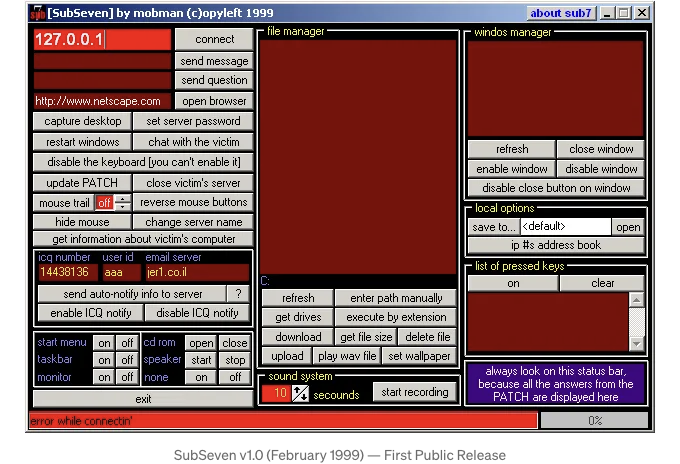 [SubSeven] by mobman (c)opyleft 1999
about sub7
127.0.0.1
connect
send message
send question
http://www.netscape.com
open browser
capture desktop
set server password
restart windows
chat with the victim
disable the keyboard [you can't enable it]
update PATCH
close victim's server
mouse trail
off
reverse mouse buttons
hide mouse
change server name
get information about victim's computer
icq number
user id
email server
14438136
aaa
jer1.co.il
send auto-notify info to server
?
enable ICQ notify
disable ICQ notify
start menu
on
off
cd rom
open
close
taskbar
on
off
speaker
start
stop
monitor
on
off
none
on
off
exit
file manager
C:
refresh
enter path manually
get drives
execute by extension
download
get file size
delete file
upload
play wav file
set wallpaper
sound system
10
secounds
start recording
windos manager
refresh
close window
enable window
disable window
disable close button on window
local options
save to...
<default>
open
ip #s address book
list of pressed keys
on
clear
always look on this status bar,
because all the answers from the
PATCH are displayed here
error while connectin'
0%
SubSeven v1.0 (February 1999) — First Public Release